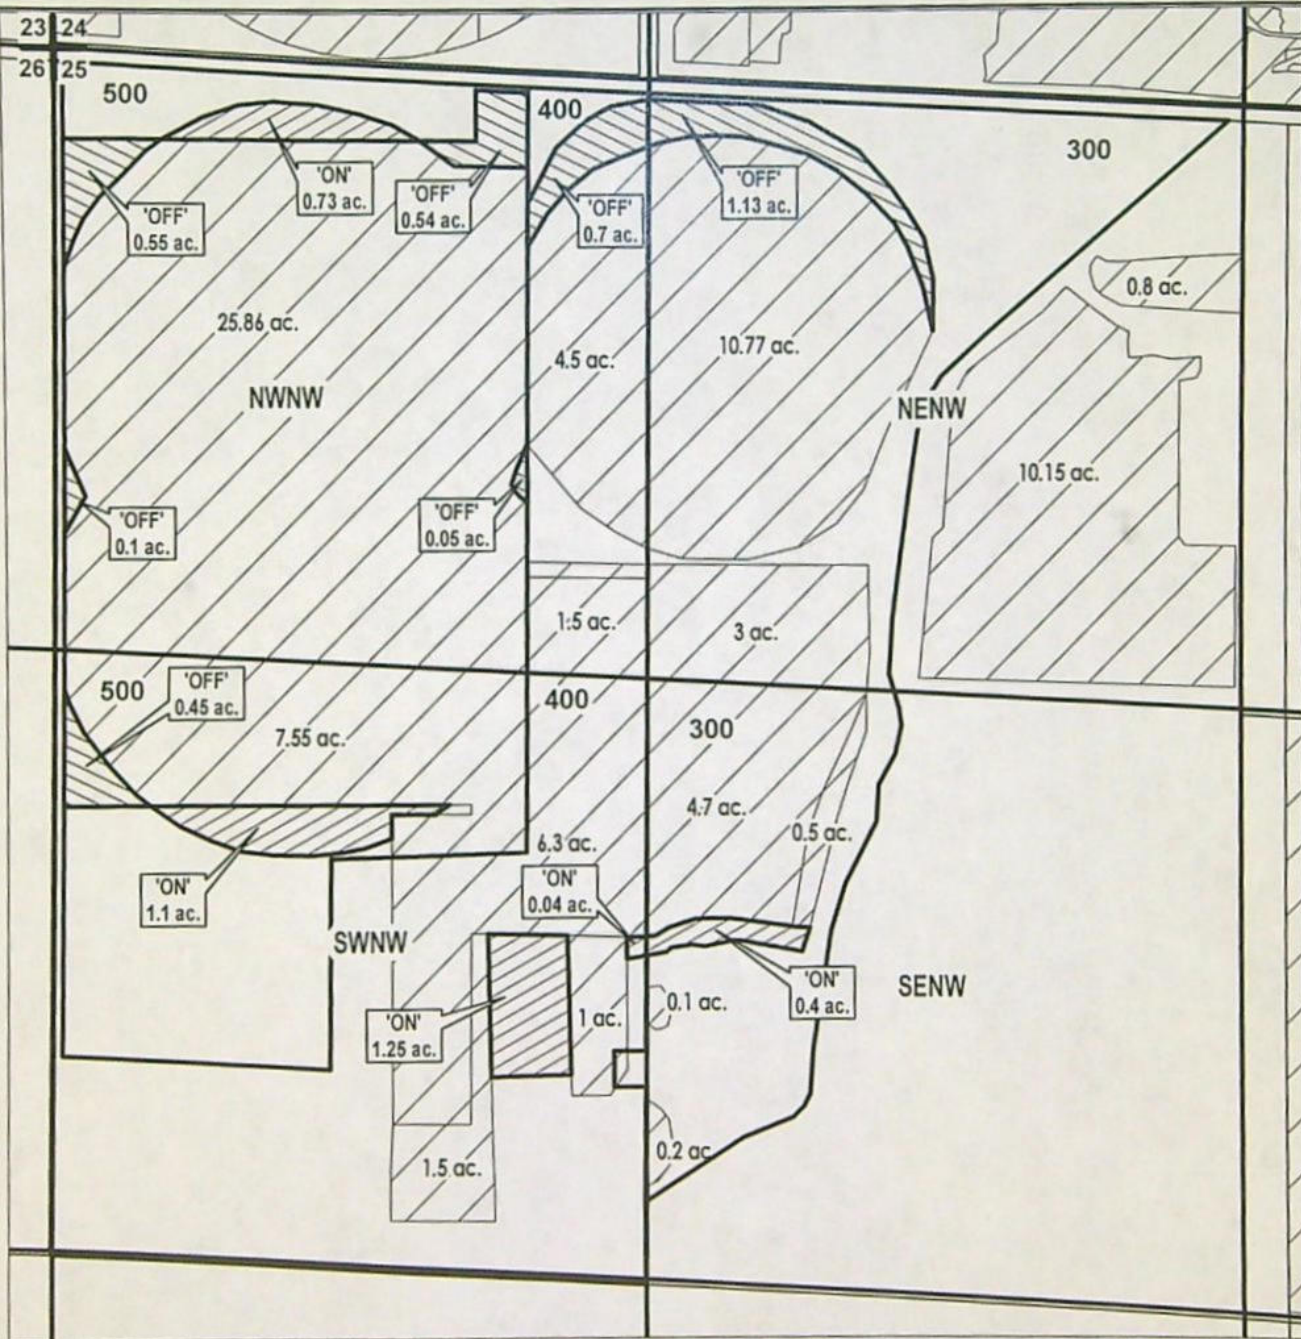 23 24
26 25
500
400
300
'ON'
0.73 ac.
'OFF'
0.54 ac.
'OFF'
1.13 ac.
'OFF'
0.55 ac.
'OFF'
0.7 ac.
0.8 ac.
25.86 ac.
4.5 ac.
10.77 ac.
NWNW
NENW
10.15 ac.
'OFF'
0.1 ac.
'OFF'
0.05 ac.
1.5 ac.
3 ac.
500
'OFF'
0.45 ac.
400
300
7.55 ac.
4.7 ac.
0.5 ac.
6.3 ac.
'ON'
1.1 ac.
'ON'
0.04 ac.
SWNW
'ON'
0.4 ac.
SENW
0.1 ac.
1 ac.
'ON'
1.25 ac.
1.5 ac.
0.2 ac